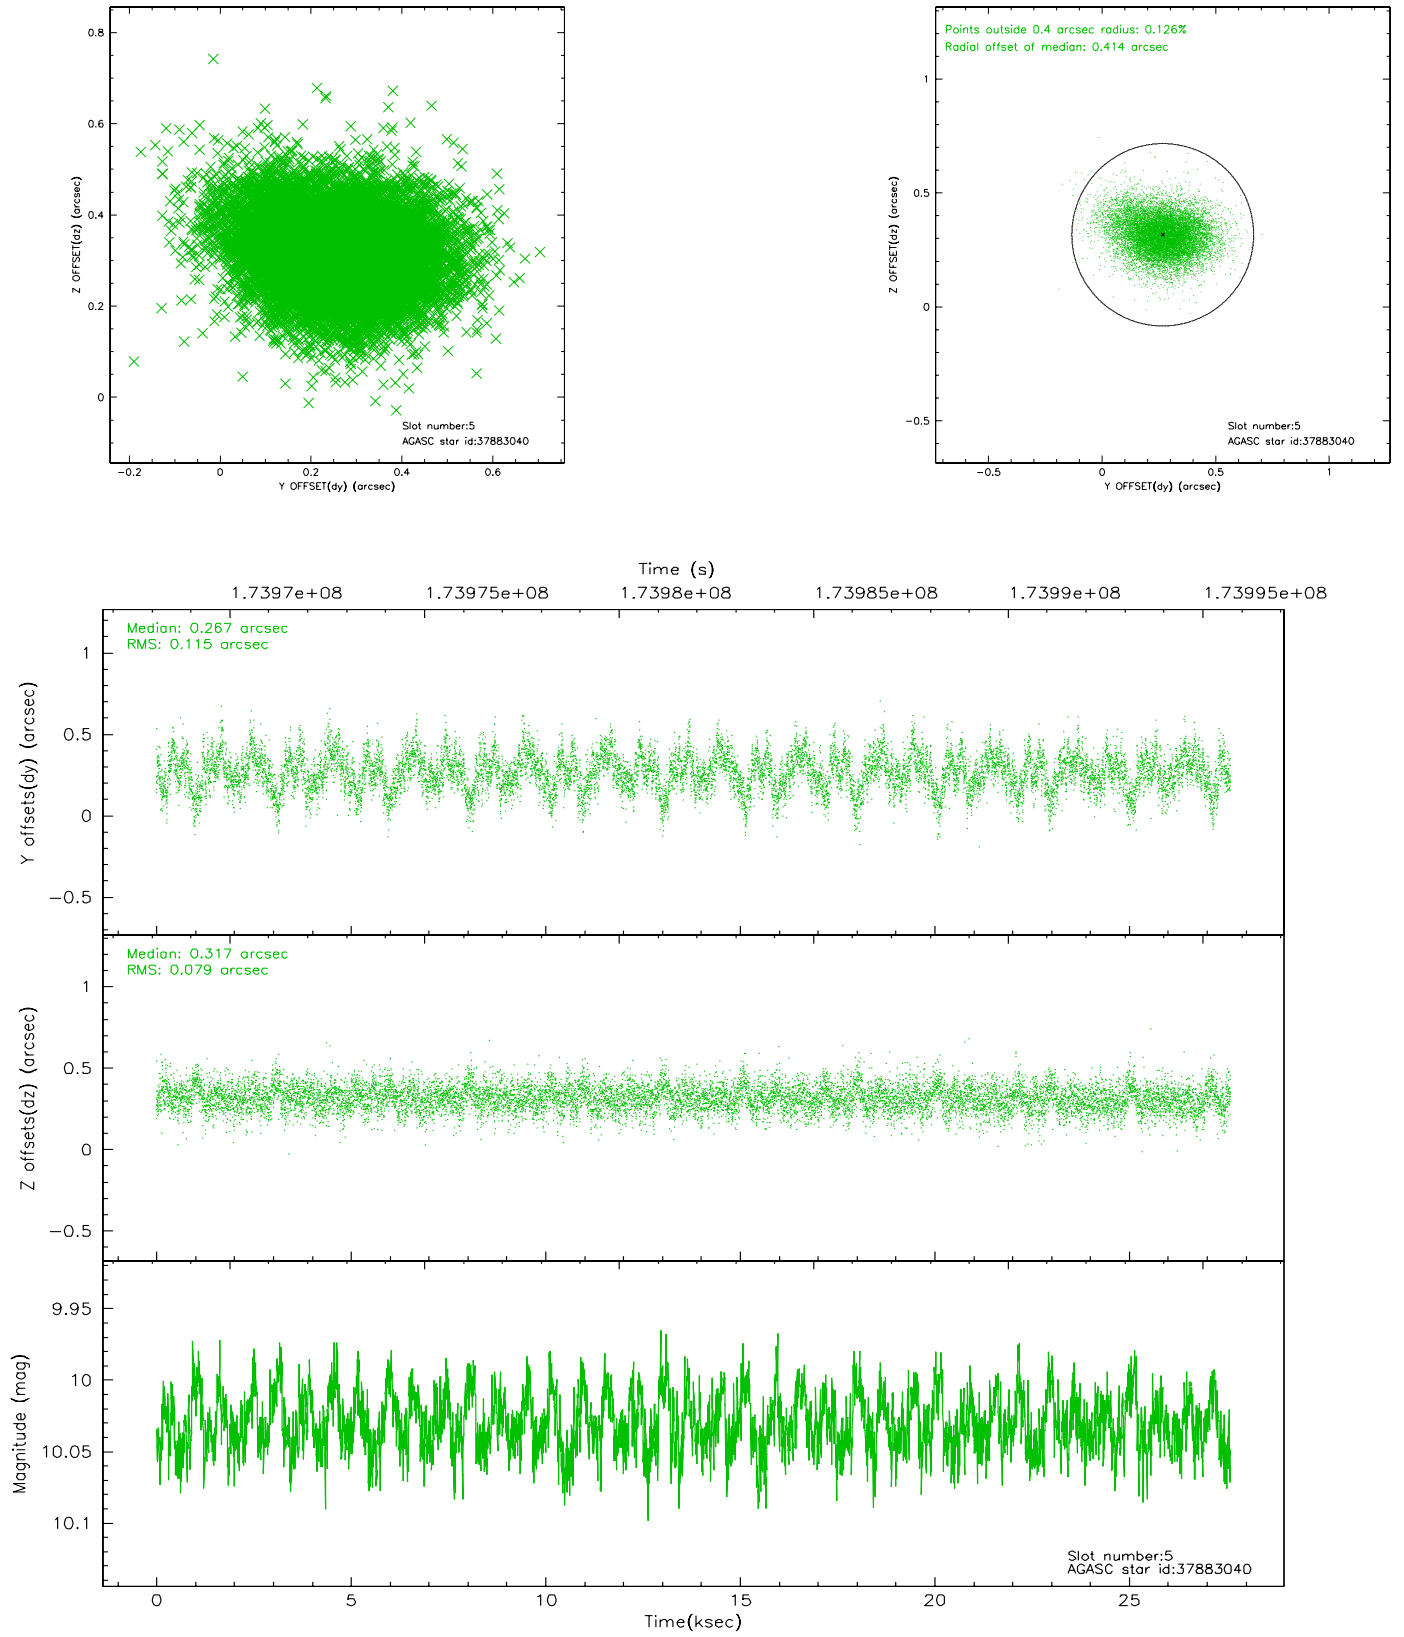 0.8
0.6
0.4
0.2
0
Z OFFSET(dz) (arcsec)
Slot number:5
AGASC star id:37883040
−0.2 0 0.2 0.4 0.6
Y OFFSET(dy) (arcsec)
Points outside 0.4 arcsec radius: 0.126%
Radial offset of median: 0.414 arcsec
1
0.5
0
−0.5
Z OFFSET(dz) (arcsec)
Slot number:5
AGASC star id:37883040
−0.5 0 0.5 1
Y OFFSET(dy) (arcsec)
Time (s)
1.7397e+08 1.73975e+08 1.7398e+08 1.73985e+08 1.7399e+08 1.73995e+08
Median: 0.267 arcsec
RMS: 0.115 arcsec
1
0.5
0
−0.5
Y offsets(dy) (arcsec)
Median: 0.317 arcsec
RMS: 0.079 arcsec
1
0.5
0
−0.5
Z offsets(dz) (arcsec)
9.95
10
10.05
10.1
Magnitude (mag)
Slot number:5
AGASC star id:37883040
0 5 10 15 20 25
Time(ksec)